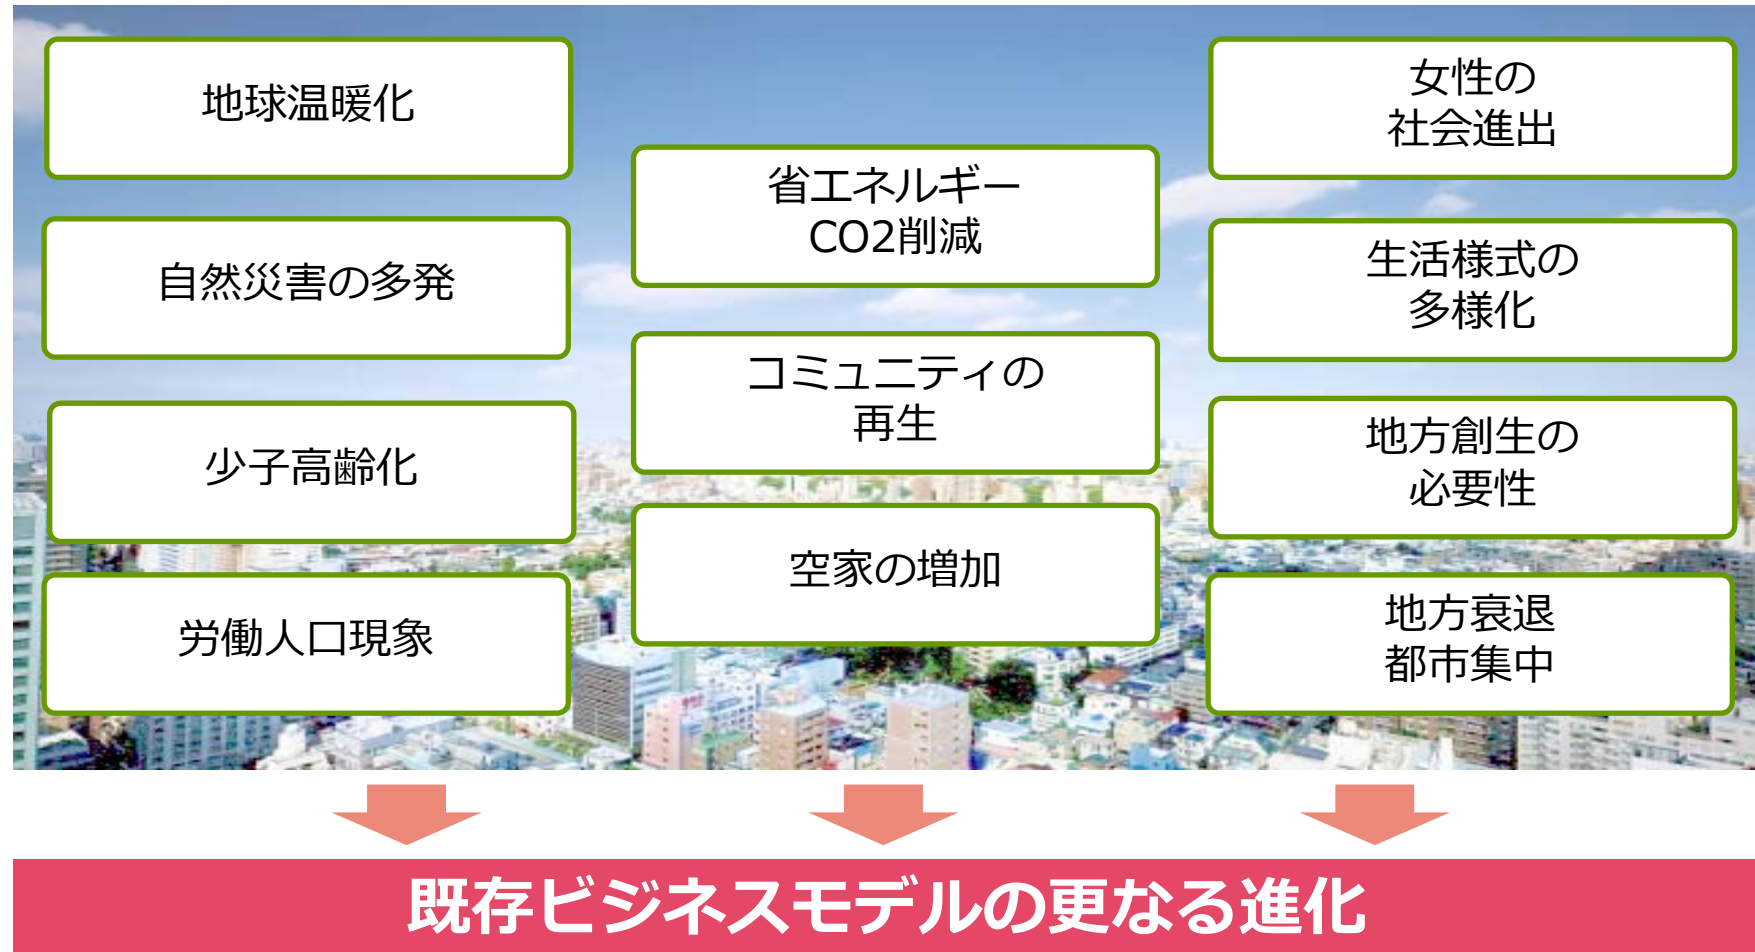 地球温暖化
自然災害の多発
少子高齢化
労働人口現象
省エネルギー
CO2削減
コミュニティの
再生
空家の増加
女性の
社会進出
生活様式の
多様化
地方創生の
必要性
地方衰退
都市集中
既存ビジネスモデルの更なる進化